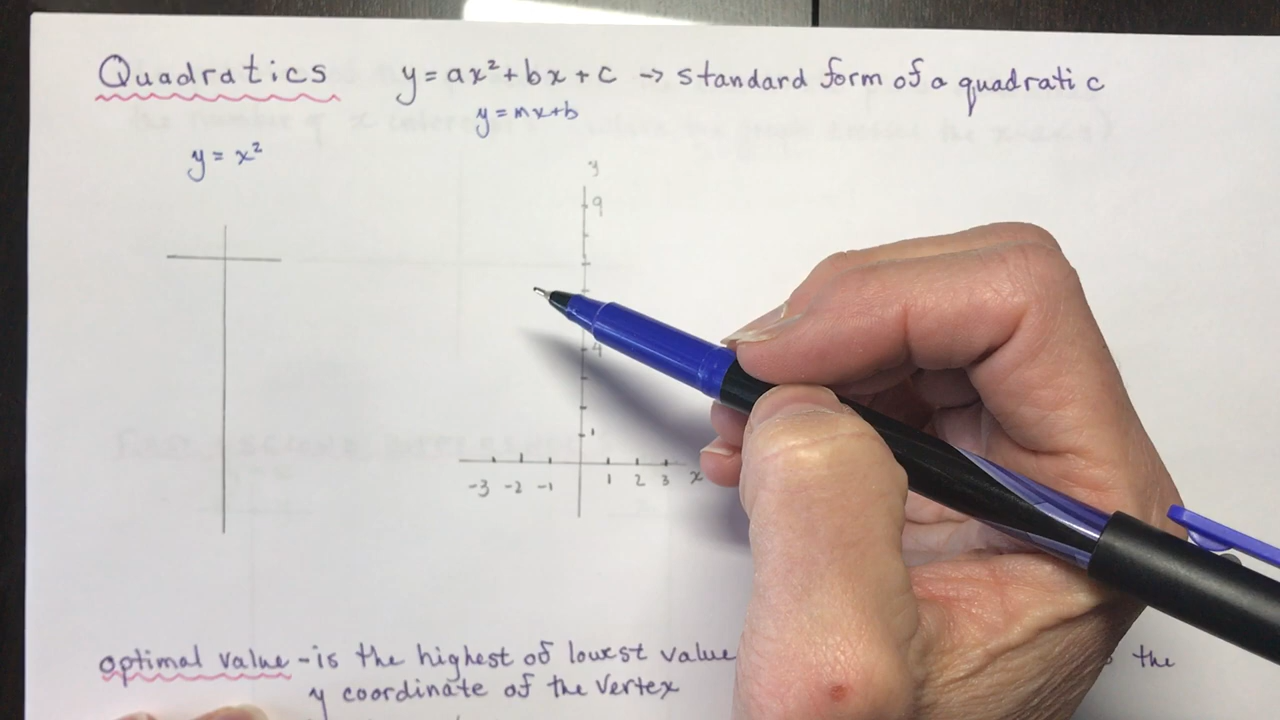 Quadratics y = ax² + bx + c → standard form of a quadratic
y = mx+b
y = x²
y
9
4
1
-3 -2 -1 1 2 3 x
optimal value - is the highest of lowest value the
y coordinate of the vertex